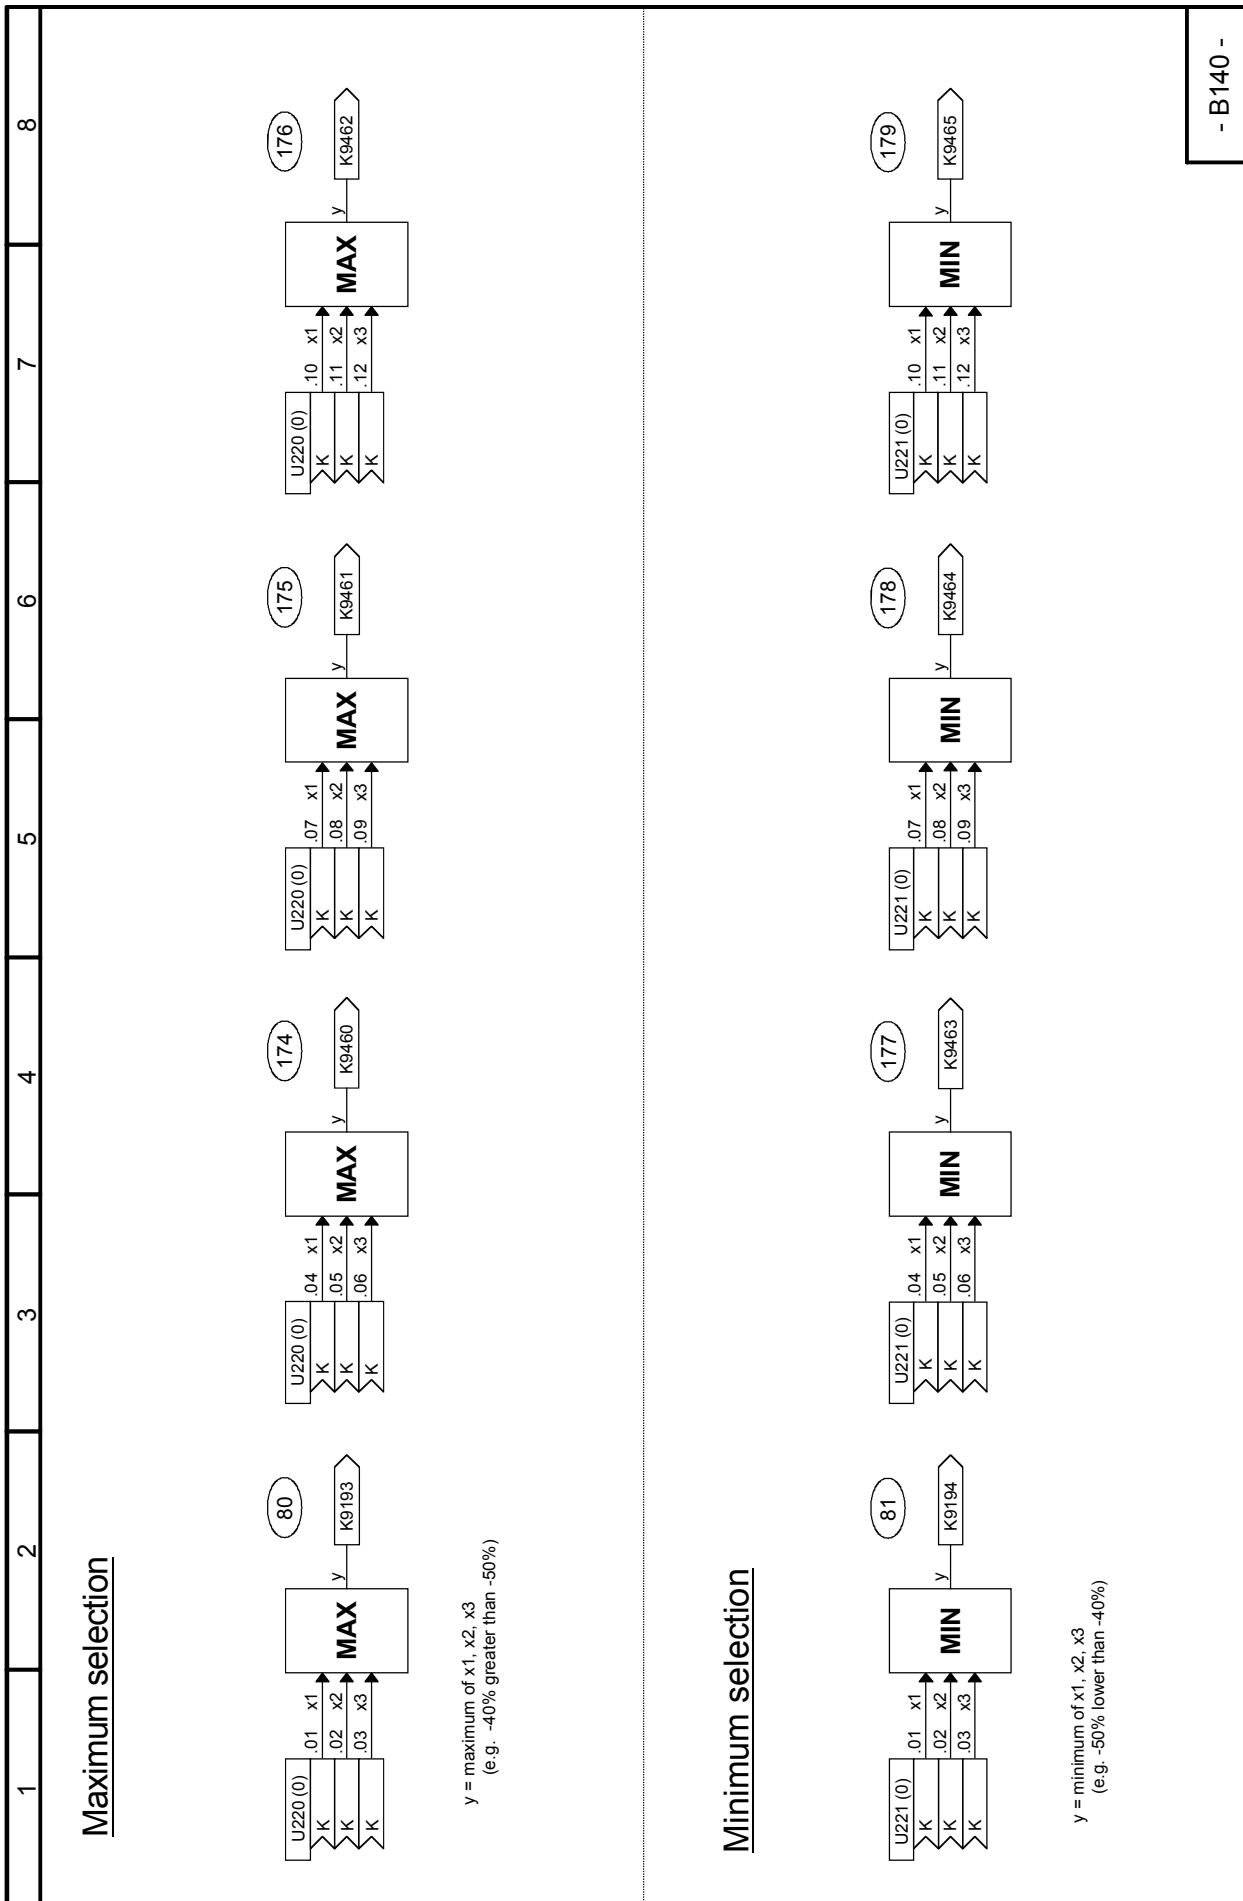 1 2 3 4 5 6 7 8
Maximum selection
80 174 175 176
U220 (0) U220 (0) U220 (0) U220 (0)
K .01 x1 K .04 x1 K .07 x1 K .10 x1
K .02 x2 MAX y K9193 K .05 x2 MAX y K9460 K .08 x2 MAX y K9461 K .11 x2 MAX y K9462
K .03 x3 K .06 x3 K .09 x3 K .12 x3
y = maximum of x1, x2, x3
(e.g. -40% greater than -50%)
Minimum selection
81 177 178 179
U221 (0) U221 (0) U221 (0) U221 (0)
K .01 x1 K .04 x1 K .07 x1 K .10 x1
K .02 x2 MIN y K9194 K .05 x2 MIN y K9463 K .08 x2 MIN y K9464 K .11 x2 MIN y K9465
K .03 x3 K .06 x3 K .09 x3 K .12 x3
y = minimum of x1, x2, x3
(e.g. -50% lower than -40%)
- B140 -